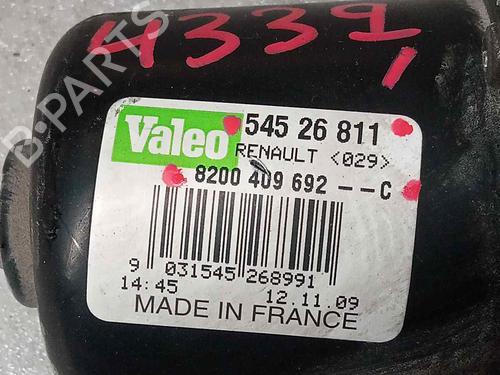 4339
1
B-PARTS
Valeo 545 26 811
RENAULT <029>
8200 409 692 --C
9 031545 268991
14:45 12.11.09
MADE IN FRANCE